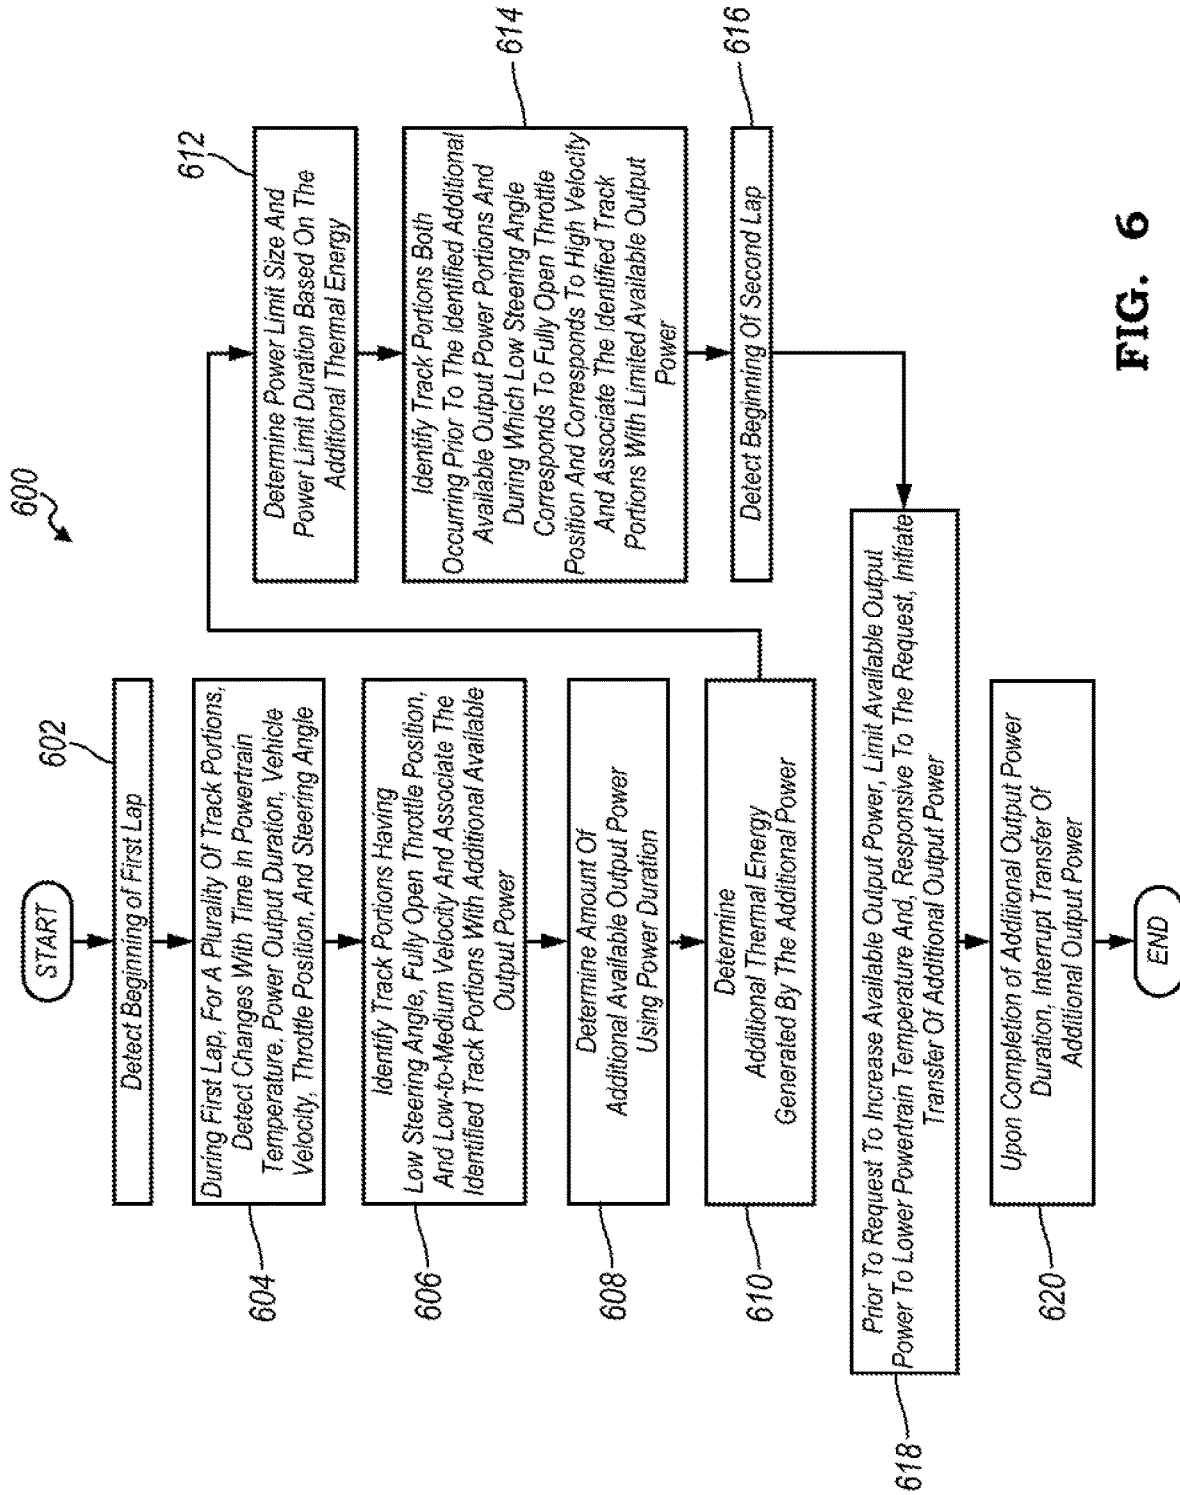 600
START
602
Detect Beginning of First Lap
604
During First Lap, For A Plurality Of Track Portions,
Detect Changes With Time In Powertrain
Temperature, Power Output Duration, Vehicle
Velocity, Throttle Position, And Steering Angle
606
Identify Track Portions Having
Low Steering Angle, Fully Open Throttle Position,
And Low-to-Medium Velocity And Associate The
Identified Track Portions With Additional Available
Output Power
608
Determine Amount Of
Additional Available Output Power
Using Power Duration
610
Determine
Additional Thermal Energy
Generated By The Additional Power
612
Determine Power Limit Size And
Power Limit Duration Based On The
Additional Thermal Energy
614
Identify Track Portions Both
Occurring Prior To The Identified Additional
Available Output Power Portions And
During Which Low Steering Angle
Corresponds To Fully Open Throttle
Position And Corresponds To High Velocity
And Associate The Identified Track
Portions With Limited Available Output
Power
616
Detect Beginning Of Second Lap
618
Prior To Request To Increase Available Output Power, Limit Available Output
Power To Lower Powertrain Temperature And, Responsive To The Request, Initiate
Transfer Of Additional Output Power
620
Upon Completion of Additional Output Power
Duration, Interrupt Transfer Of
Additional Output Power
END
FIG. 6